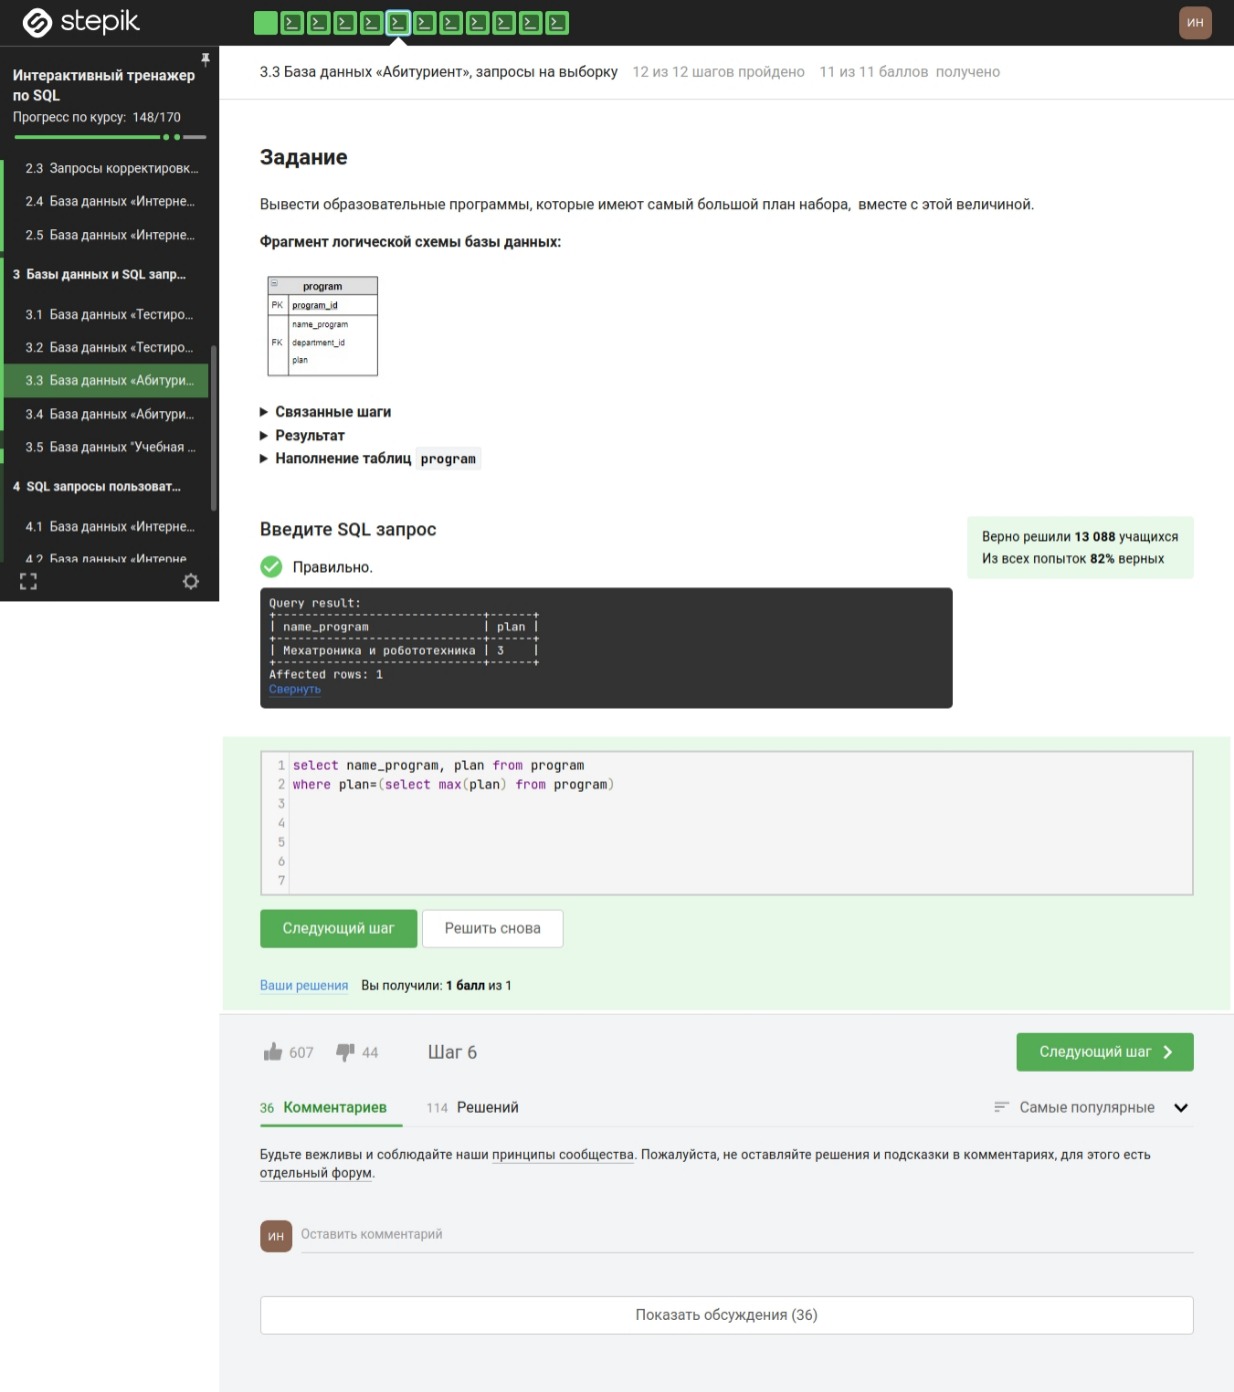 stepik
ИН
Интерактивный тренажер
по SQL
Прогресс по курсу: 148/170
2.3 Запросы корректировк...
2.4 База данных «Интерне...
2.5 База данных «Интерне...
3 Базы данных и SQL запр...
3.1 База данных «Тестиро...
3.2 База данных «Тестиро...
3.3 База данных «Абитури...
3.4 База данных «Абитури...
3.5 База данных "Учебная ...
4 SQL запросы пользоват...
4.1 База данных «Интерне...
4.2 База данных «Интерне
3.3 База данных «Абитуриент», запросы на выборку 12 из 12 шагов пройдено 11 из 11 баллов получено
Задание
Вывести образовательные программы, которые имеют самый большой план набора, вместе с этой величиной.
Фрагмент логической схемы базы данных:
program
PK program_id
name_program
FK department_id
plan
Связанные шаги
Результат
Наполнение таблиц program
Введите SQL запрос
Верно решили 13 088 учащихся
Из всех попыток 82% верных
Правильно.
Query result:
+--------------------------+------+
| name_program | plan |
+--------------------------+------+
| Мехатроника и робототехника | 3 |
+--------------------------+------+
Affected rows: 1
Свернуть
1 select name_program, plan from program
2 where plan=(select max(plan) from program)
3
4
5
6
7
Следующий шаг Решить снова
Ваши решения Вы получили: 1 балл из 1
607 44 Шаг 6 Следующий шаг
36 Комментариев 114 Решений Самые популярные
Будьте вежливы и соблюдайте наши принципы сообщества. Пожалуйста, не оставляйте решения и подсказки в комментариях, для этого есть
отдельный форум.
ИН Оставить комментарий
Показать обсуждения (36)